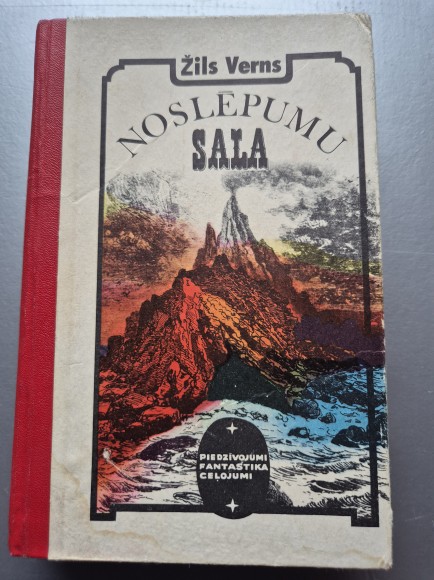 Žils Verns
NOSLĒPUMU
SALA
PIEDZĪVOJUMI
FANTASTIKA
CEĻOJUMI